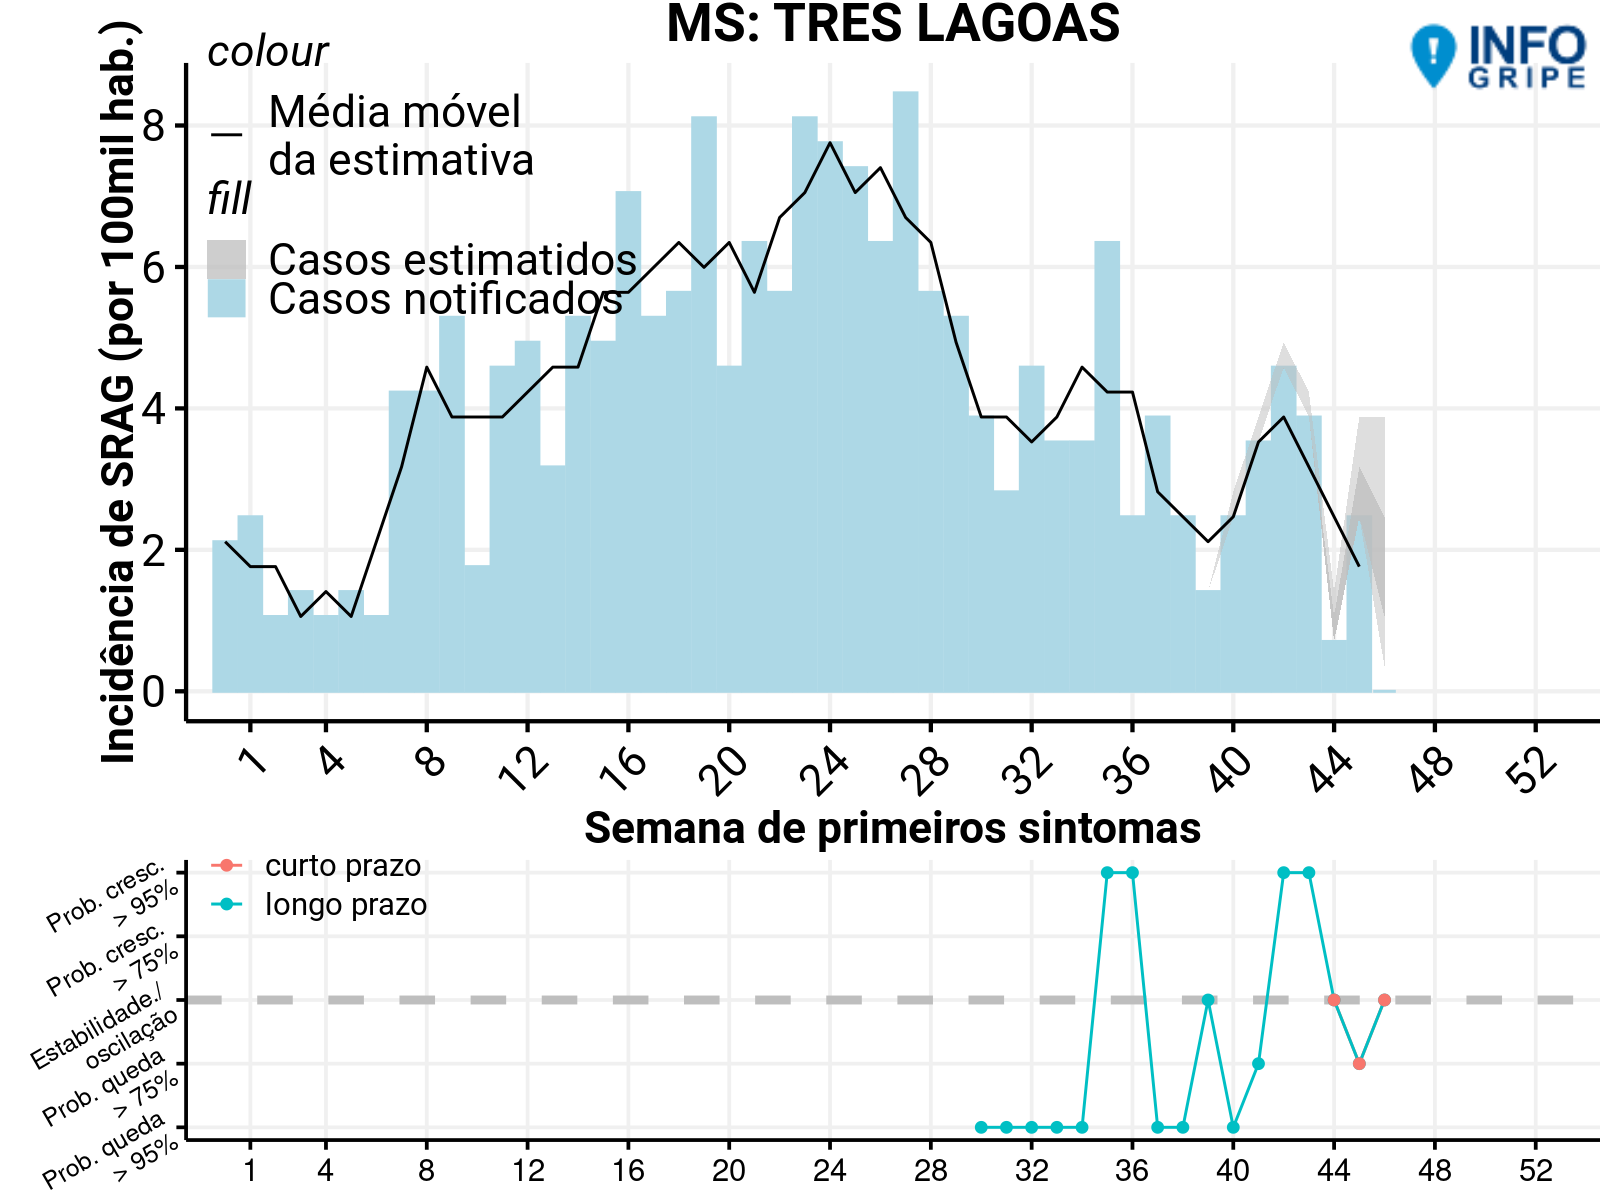 MS: TRES LAGOAS
INFO
GRIPE
Incidência de SRAG (por 100mil hab.)
colour
Média móvel
da estimativa
fill
Casos estimatidos
Casos notificados
8
6
4
2
0
1 4 8 12 16 20 24 28 32 36 40 44 48 52
Semana de primeiros sintomas
curto prazo
longo prazo
Prob. cresc.
> 95%
Prob. cresc.
> 75%
Estabilidade./
oscilação
Prob. queda
> 75%
Prob. queda
> 95%
1 4 8 12 16 20 24 28 32 36 40 44 48 52